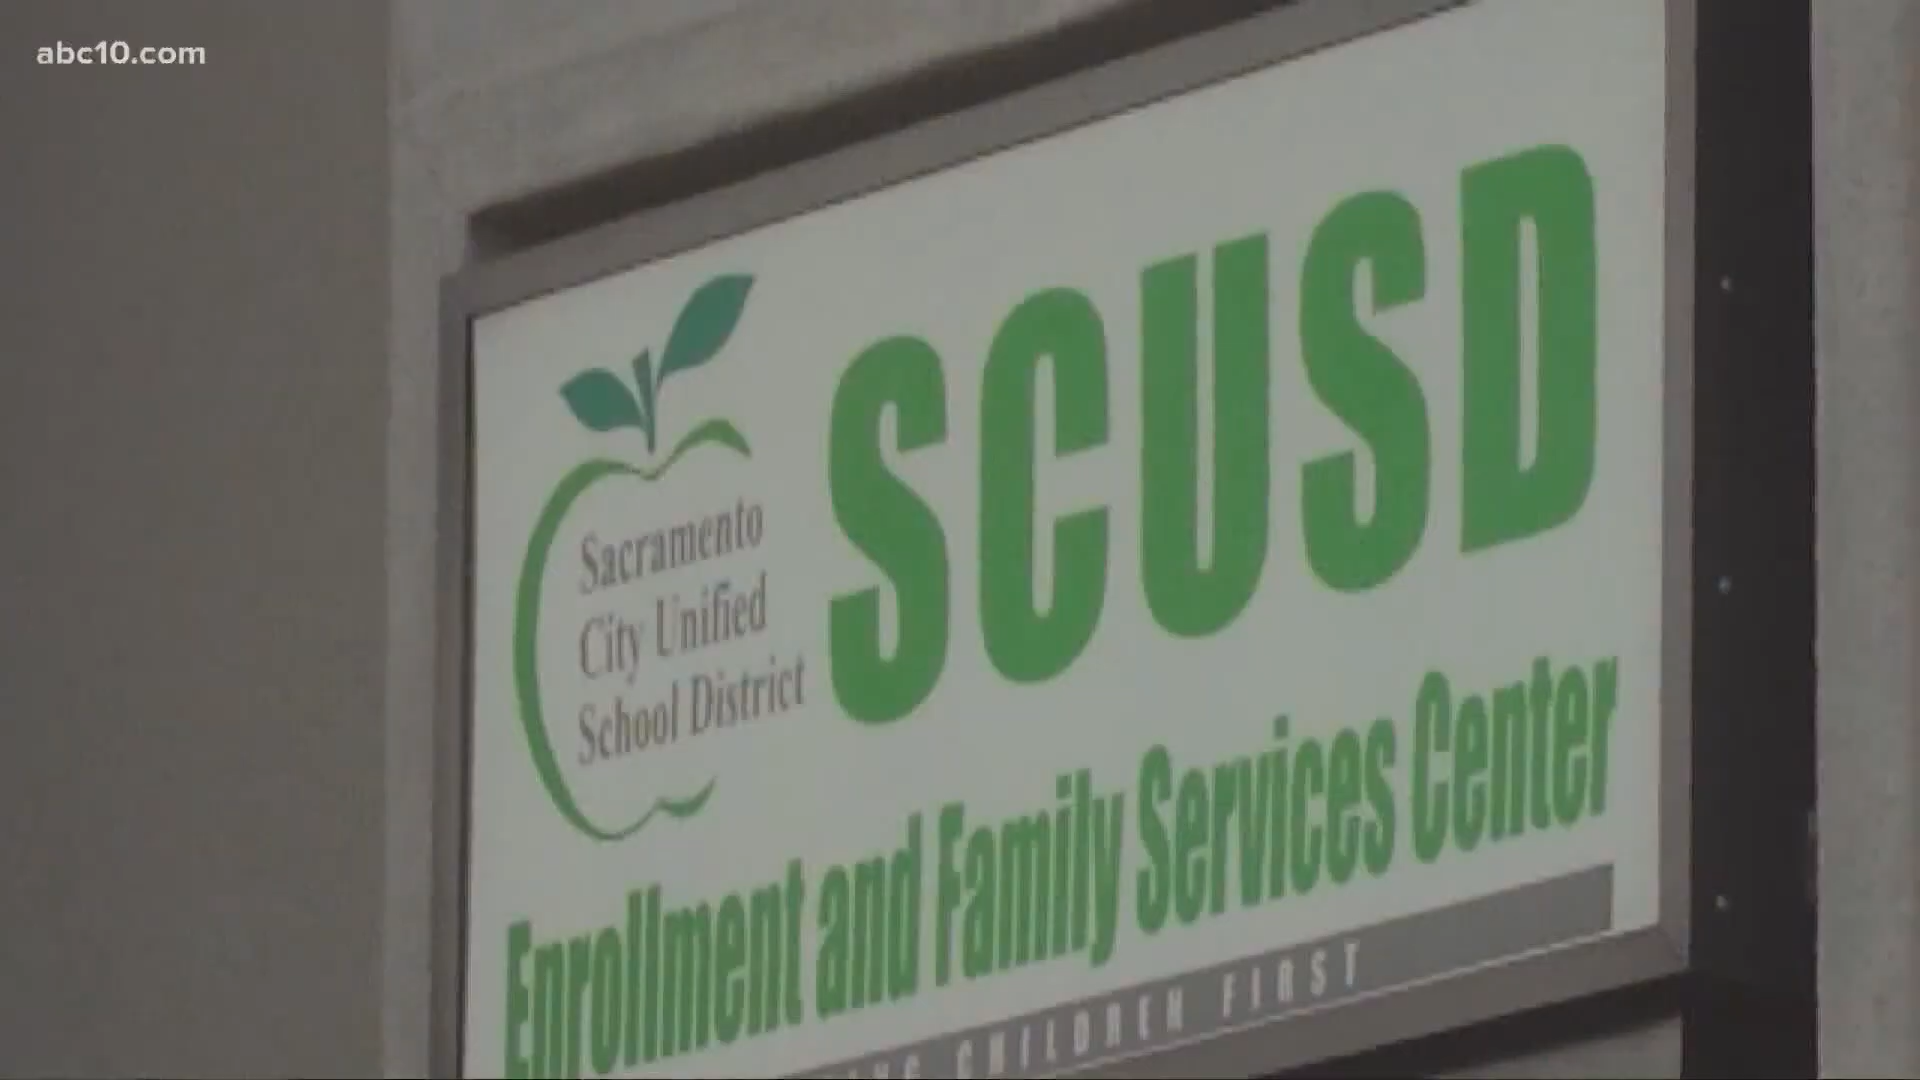 abc10.com
SCUSD
Sacramento
City Unified
School District
Enrollment and Family Services Center
CHILDREN FIRST